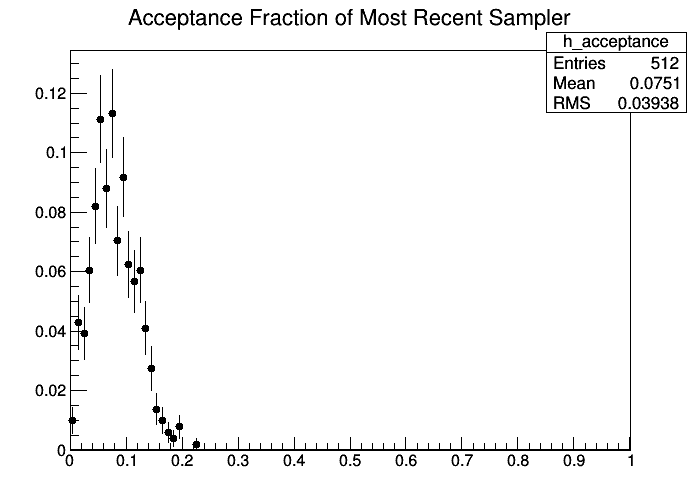 Acceptance Fraction of Most Recent Sampler
h_acceptance
Entries 512
Mean 0.0751
RMS 0.03938
0.12
0.1
0.08
0.06
0.04
0.02
0
0 0.1 0.2 0.3 0.4 0.5 0.6 0.7 0.8 0.9 1